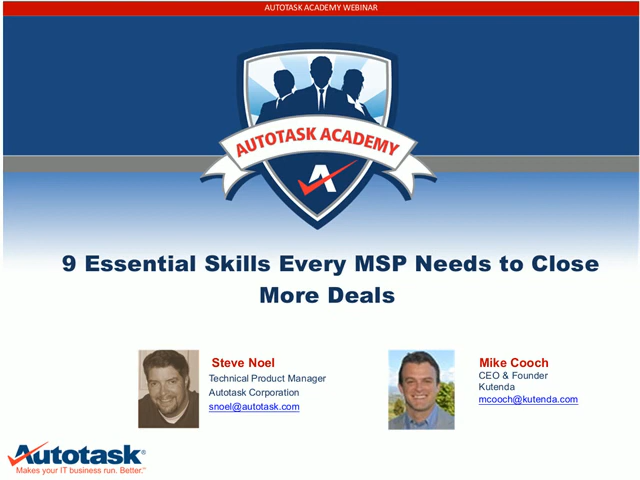 AUTOTASK ACADEMY WEBINAR
AUTOTASK ACADEMY
A
9 Essential Skills Every MSP Needs to Close
More Deals
Steve Noel
Technical Product Manager
Autotask Corporation
snoel@autotask.com
Mike Cooch
CEO & Founder
Kutenda
mcooch@kutenda.com
Autotask®
Makes your IT business run. Better.™